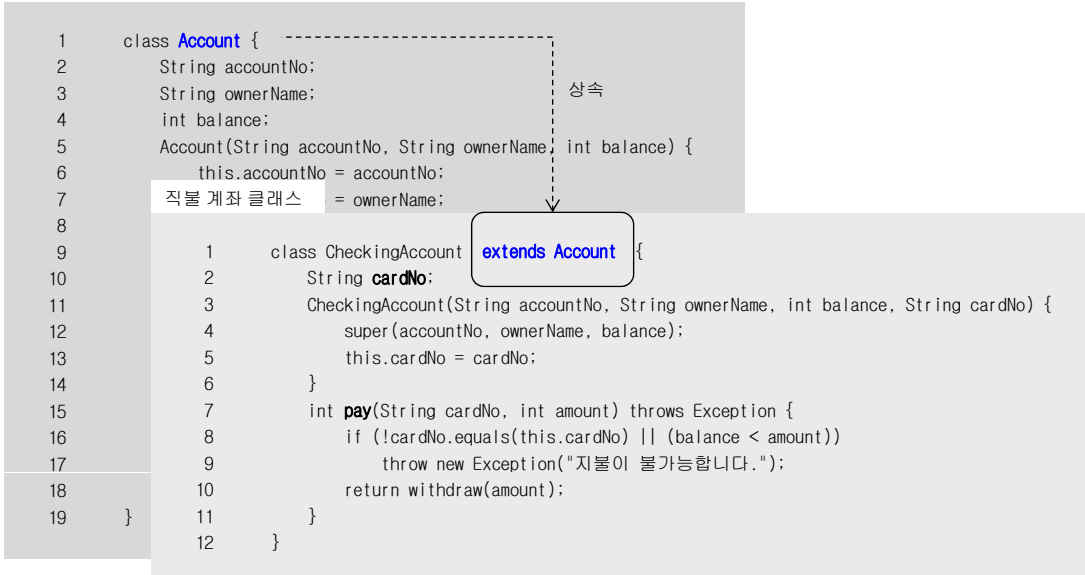 1 class Account {
2 String accountNo;
3 String ownerName;
상속
4 int balance;
5 Account(String accountNo, String ownerName, int balance) {
6 this.accountNo = accountNo;
7 = ownerName;
8
9
10
11
12
13
14
15
16
17
18
19 }
직불 계좌 클래스
1 class CheckingAccount extends Account {
2 String cardNo;
3 CheckingAccount(String accountNo, String ownerName, int balance, String cardNo) {
4 super(accountNo, ownerName, balance);
5 this.cardNo = cardNo;
6 }
7 int pay(String cardNo, int amount) throws Exception {
8 if (!cardNo.equals(this.cardNo) || (balance < amount))
9 throw new Exception("지불이 불가능합니다.");
10 return withdraw(amount);
11 }
12 }